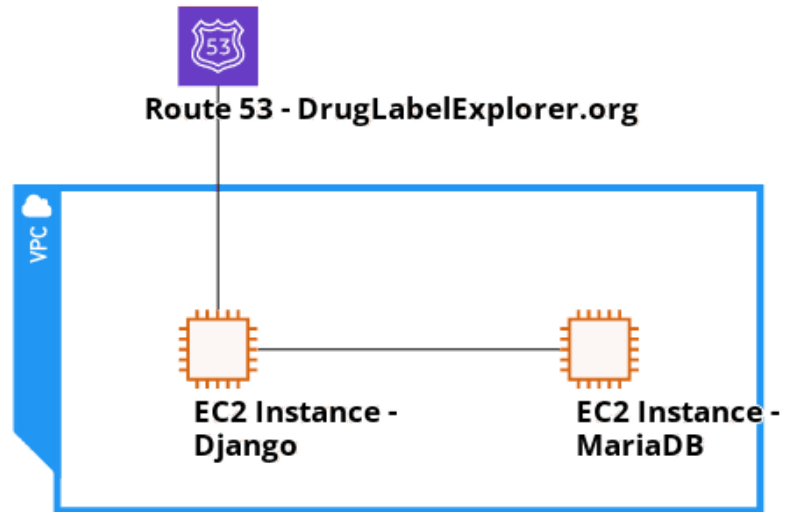 53
Route 53 - DrugLabelExplorer.org
VPC
EC2 Instance -
Django
EC2 Instance -
MariaDB